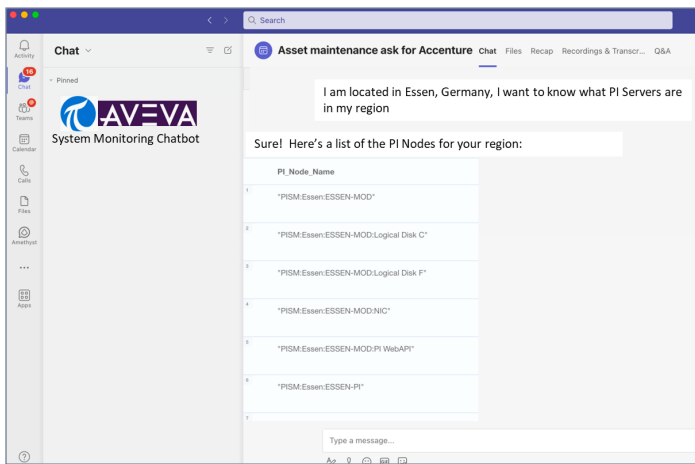 Search
Activity
16
Chat
Teams
Calendar
Calls
Files
Amethyst
Apps
Chat
Pinned
AVEVA
System Monitoring Chatbot
Asset maintenance ask for Accenture
Chat Files Recap Recordings & Transcr... Q&A
I am located in Essen, Germany, I want to know what PI Servers are
in my region
Sure! Here's a list of the PI Nodes for your region:
PI_Node_Name
1 "PISM:Essen:ESSEN-MOD"
2 "PISM:Essen:ESSEN-MOD:Logical Disk C"
3 "PISM:Essen:ESSEN-MOD:Logical Disk F"
4 "PISM:Essen:ESSEN-MOD:NIC"
5 "PISM:Essen:ESSEN-MOD:PI WebAPI"
6 "PISM:Essen:ESSEN-PI"
7
Type a message...